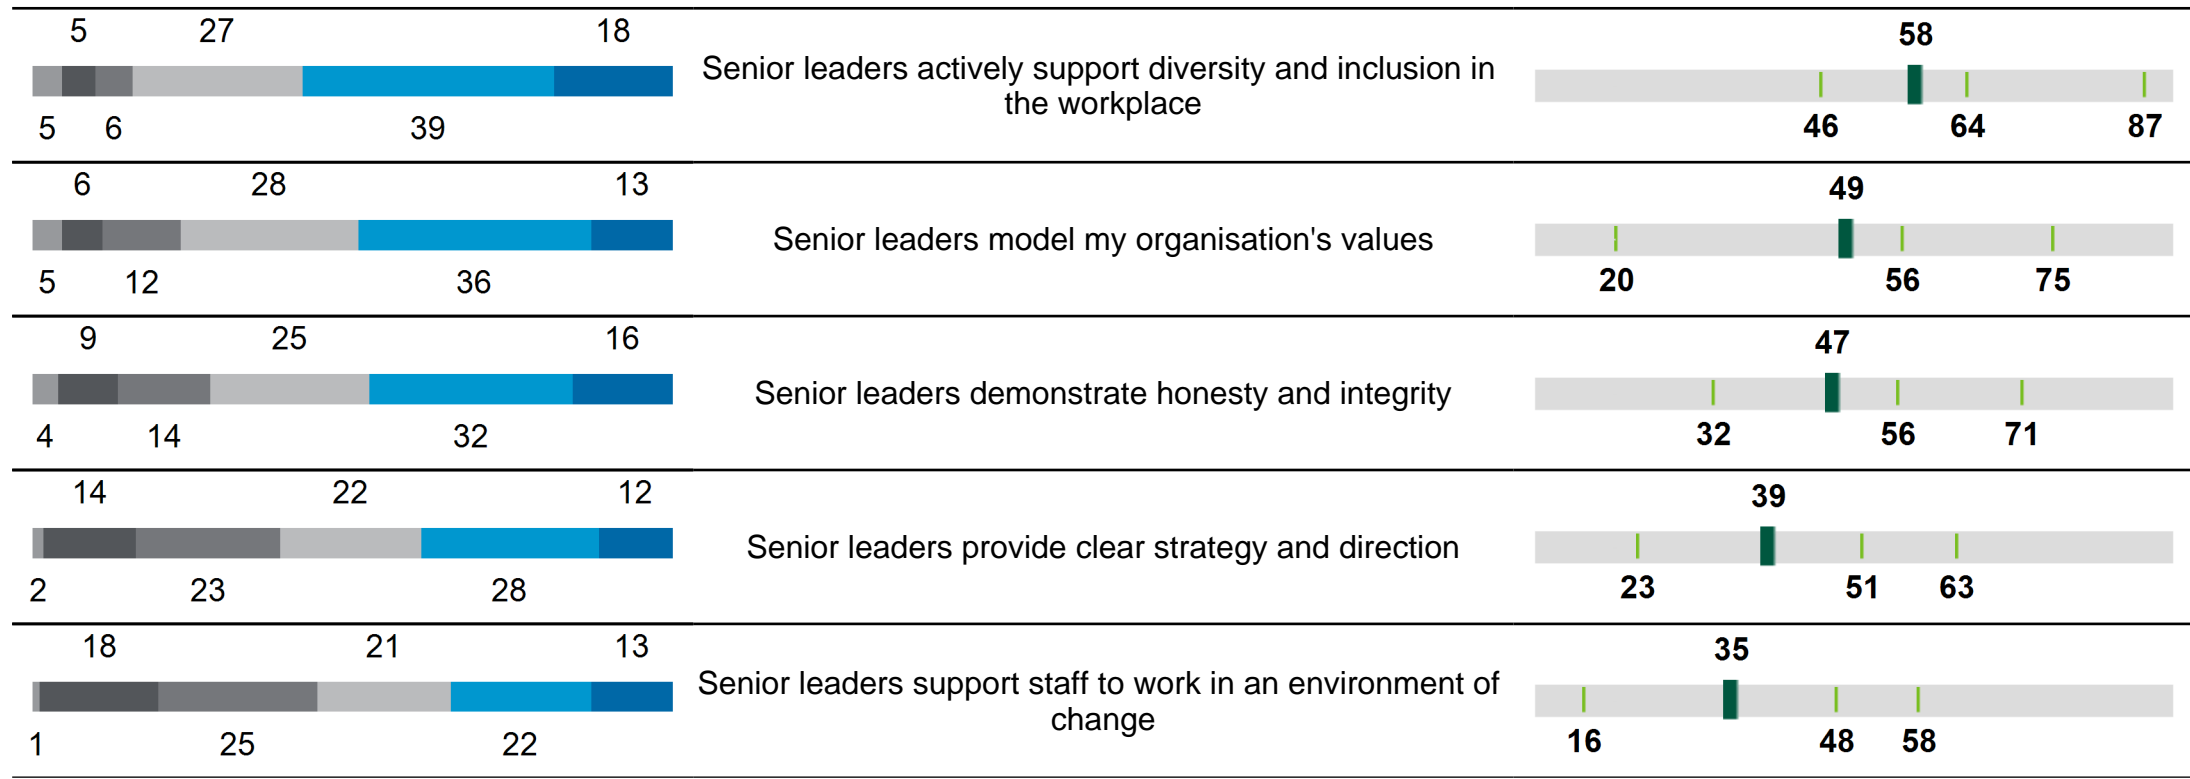 5 27 18
Senior leaders actively support diversity and inclusion in
the workplace
58
5 6 39
46 64 87
6 28 13
Senior leaders model my organisation's values
49
5 12 36
20 56 75
9 25 16
Senior leaders demonstrate honesty and integrity
47
4 14 32
32 56 71
14 22 12
Senior leaders provide clear strategy and direction
39
2 23 28
23 51 63
18 21 13
Senior leaders support staff to work in an environment of
change
35
1 25 22
16 48 58